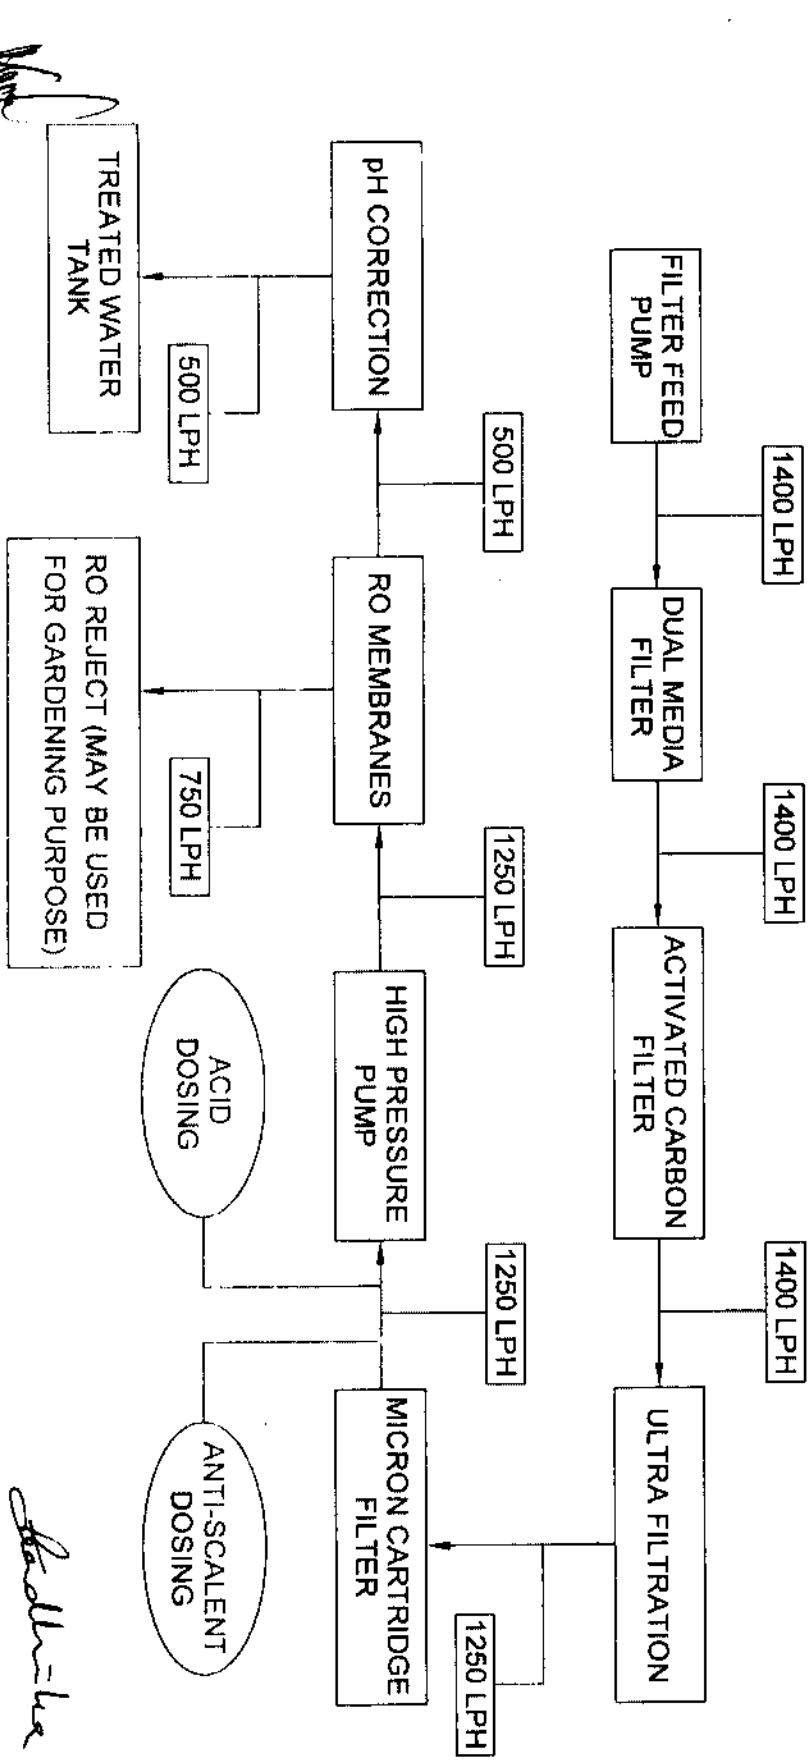 1400 LPH
1400 LPH
1400 LPH
FILTER FEED
PUMP
DUAL MEDIA
FILTER
ACTIVATED CARBON
FILTER
ULTRA FILTRATION
500 LPH
1250 LPH
1250 LPH
1250 LPH
pH CORRECTION
RO MEMBRANES
HIGH PRESSURE
PUMP
MICRON CARTRIDGE
FILTER
500 LPH
750 LPH
ACID
DOSING
ANTI-SCALENT
DOSING
TREATED WATER
TANK
RO REJECT (MAY BE USED
FOR GARDENING PURPOSE)